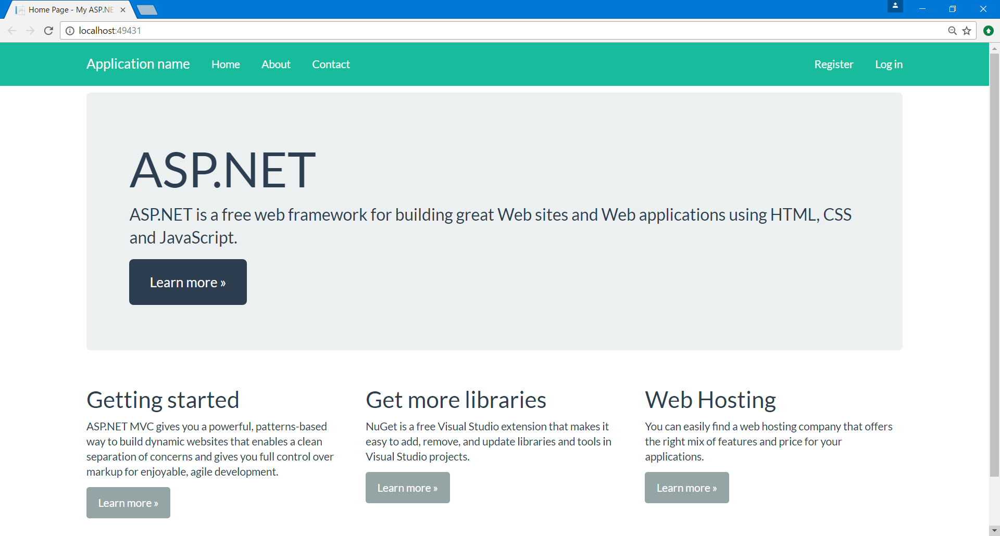 Home Page - My ASP.NE
localhost:49431
Application name Home About Contact Register Log in
ASP.NET
ASP.NET is a free web framework for building great Web sites and Web applications using HTML, CSS
and JavaScript.
Learn more »
Getting started
ASP.NET MVC gives you a powerful, patterns-based
way to build dynamic websites that enables a clean
separation of concerns and gives you full control over
markup for enjoyable, agile development.
Learn more »
Get more libraries
NuGet is a free Visual Studio extension that makes it
easy to add, remove, and update libraries and tools in
Visual Studio projects.
Learn more »
Web Hosting
You can easily find a web hosting company that offers
the right mix of features and price for your
applications.
Learn more »